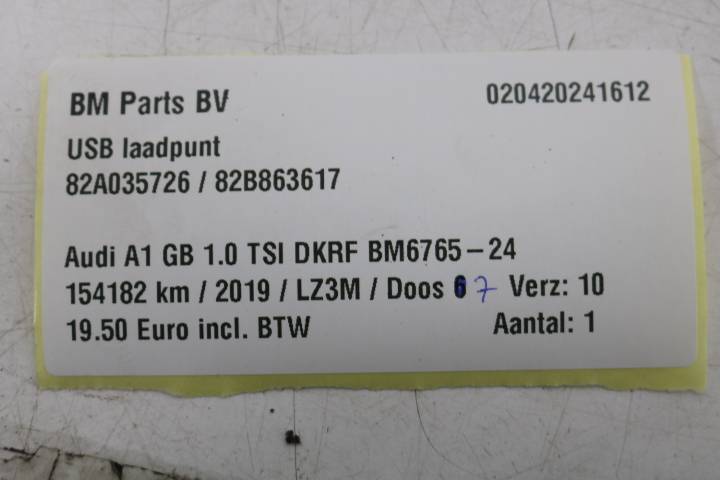 BM Parts BV 020420241612
USB laadpunt
82A035726 / 82B863617
Audi A1 GB 1.0 TSI DKRF BM6765-24
154182 km / 2019 / LZ3M / Doos 7 Verz: 10
19.50 Euro incl. BTW Aantal: 1